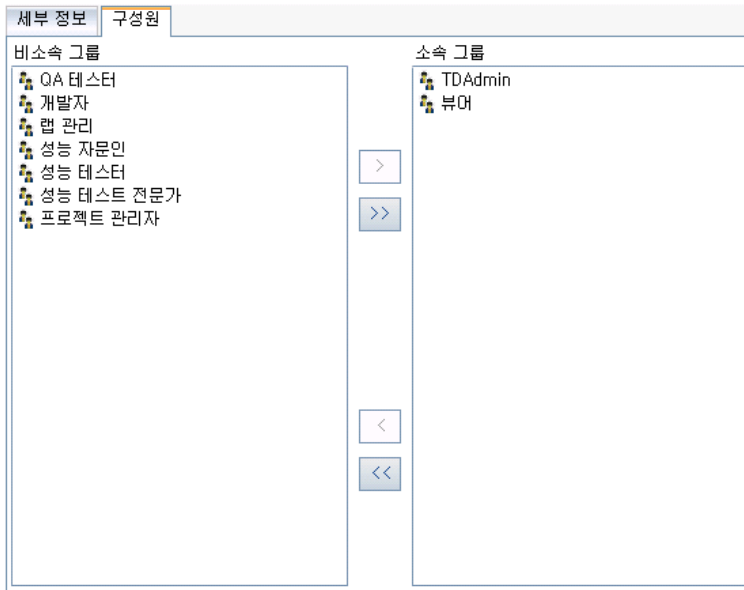 세부 정보
구성원
비소속 그룹
QA 테스터
개발자
랩 관리
성능 자문인
성능 테스터
성능 테스트 전문가
프로젝트 관리자
>
>>
<
<<
소속 그룹
TDAdmin
뷰어